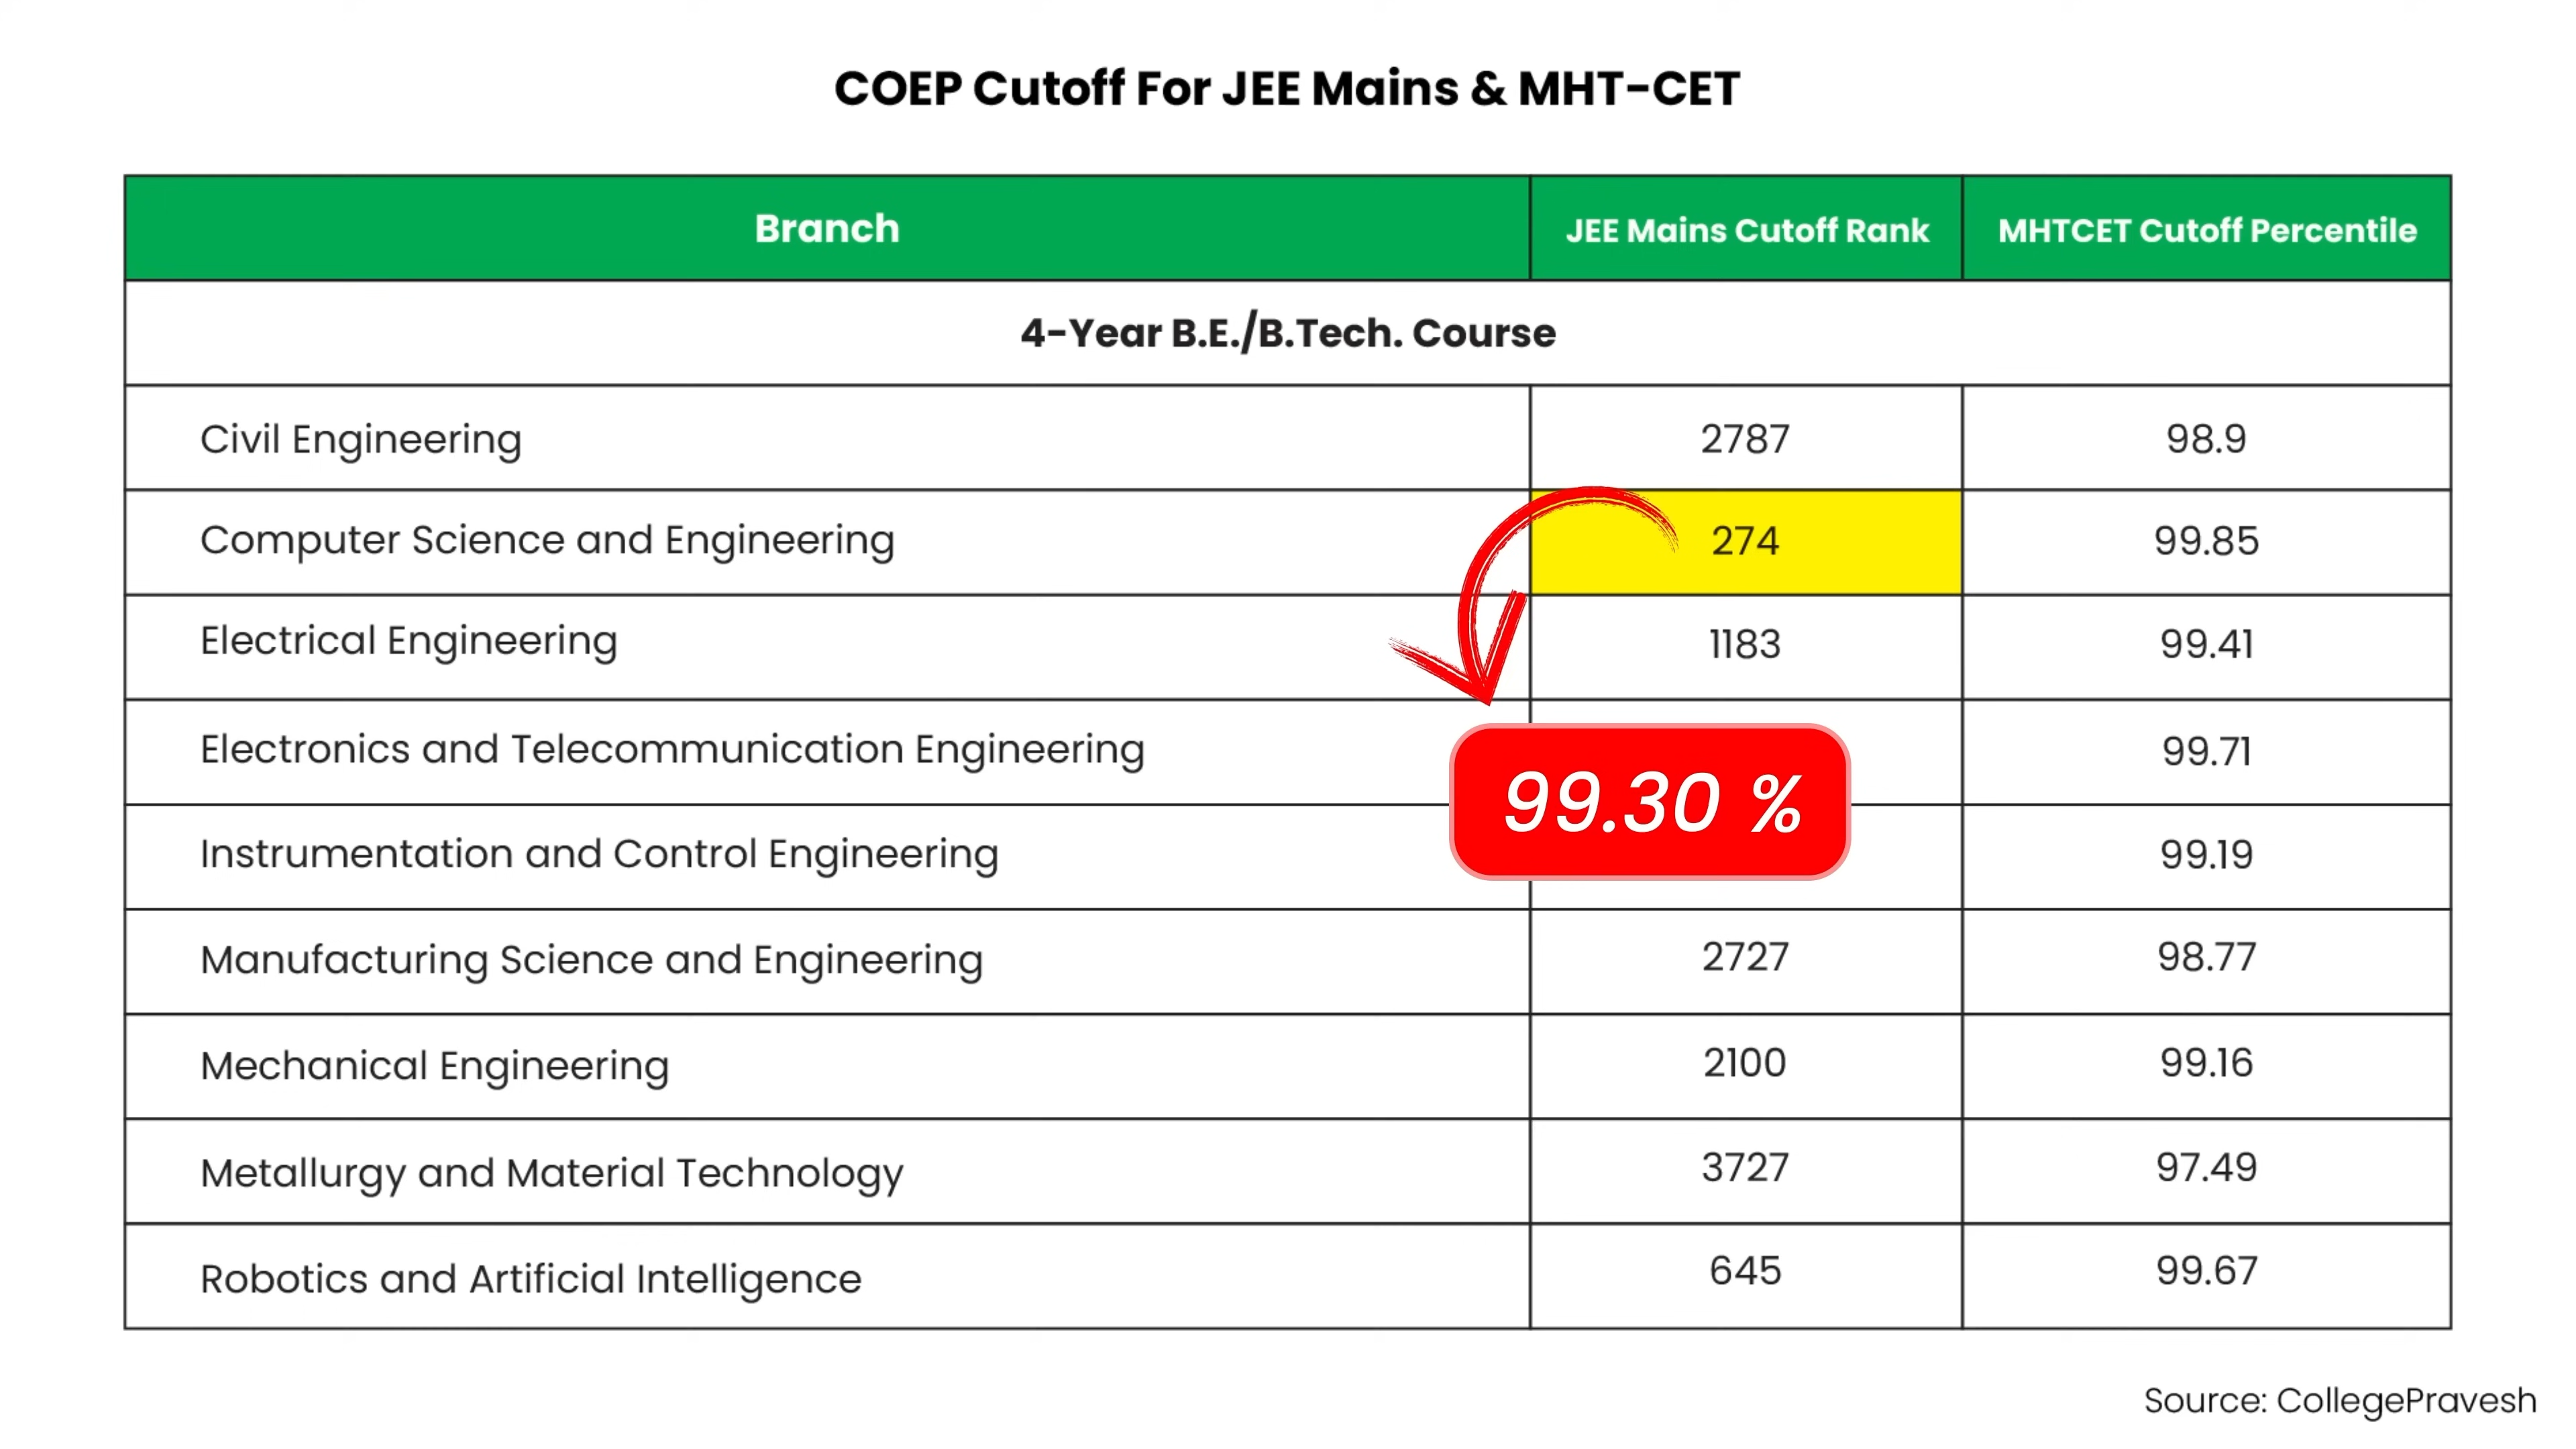 COEP Cutoff For JEE Mains & MHT-CET
Branch JEE Mains Cutoff Rank MHTCET Cutoff Percentile
4-Year B.E./B.Tech. Course
Civil Engineering 2787 98.9
Computer Science and Engineering 274 99.85
Electrical Engineering 1183 99.41
Electronics and Telecommunication Engineering 99.71
99.30 %
Instrumentation and Control Engineering 99.19
Manufacturing Science and Engineering 2727 98.77
Mechanical Engineering 2100 99.16
Metallurgy and Material Technology 3727 97.49
Robotics and Artificial Intelligence 645 99.67
Source: CollegePravesh